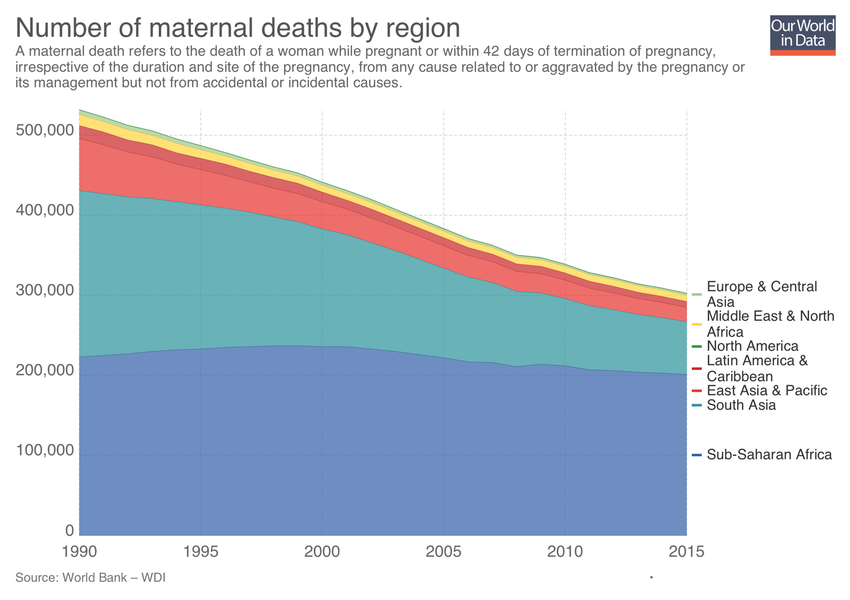 Number of maternal deaths by region
Our World
in Data
A maternal death refers to the death of a woman while pregnant or within 42 days of termination of pregnancy,
irrespective of the duration and site of the pregnancy, from any cause related to or aggravated by the pregnancy or
its management but not from accidental or incidental causes.
500,000
400,000
300,000
200,000
100,000
0
Europe & Central
Asia
Middle East & North
Africa
North America
Latin America &
Caribbean
East Asia & Pacific
South Asia
Sub-Saharan Africa
1990 1995 2000 2005 2010 2015
Source: World Bank – WDI